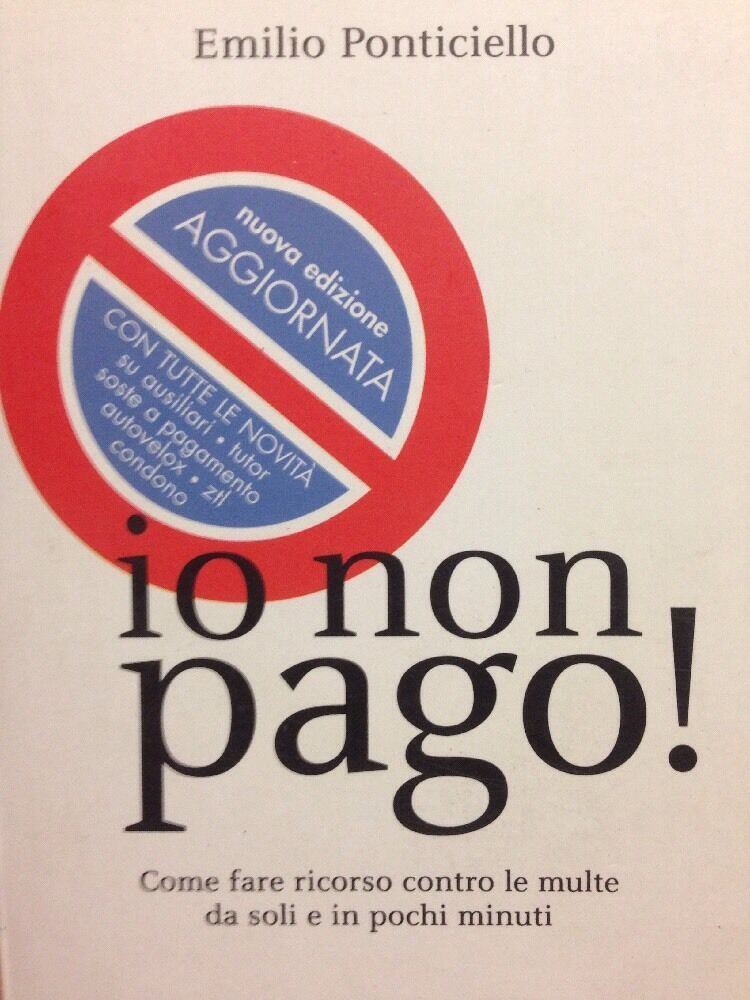 Emilio Ponticiello
nuova edizione
AGGIORNATA
CON TUTTE LE NOVITÀ
su ausiliari • tutor
soste a pagamento
autovelox • ztl
condono
io non
pago!
Come fare ricorso contro le multe
da soli e in pochi minuti